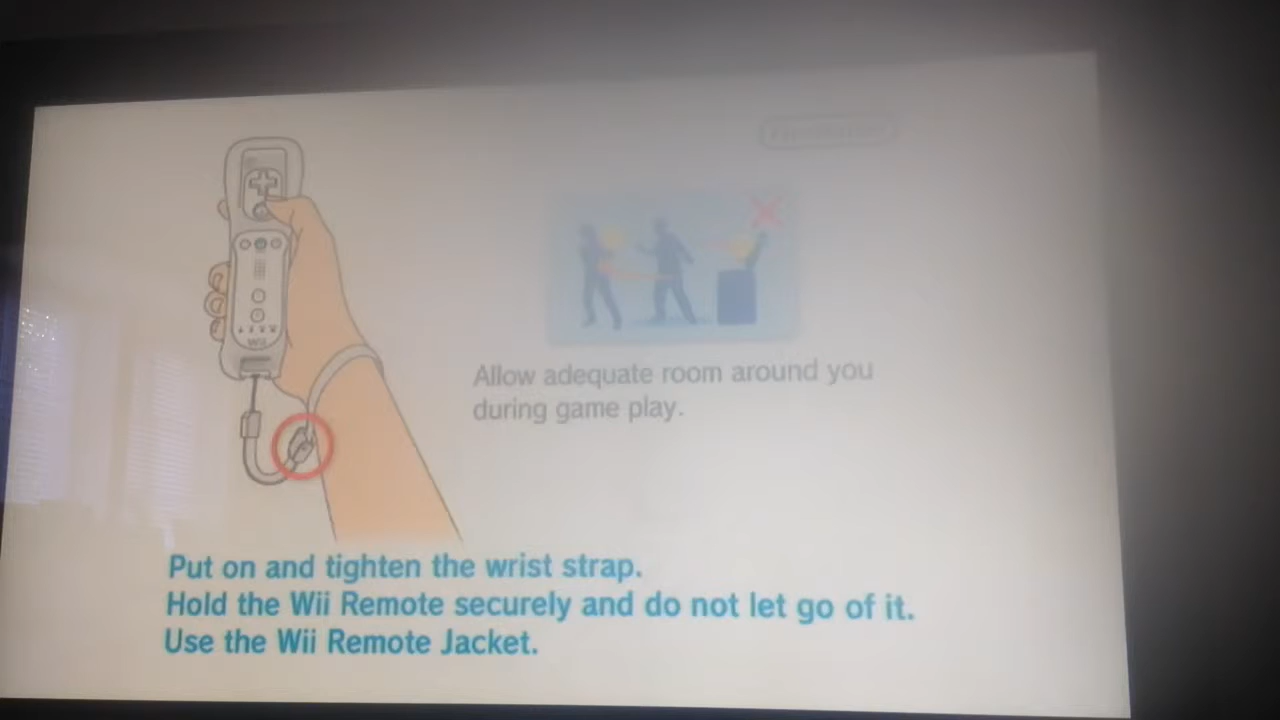 Wii
Allow adequate room around you
during game play.
Put on and tighten the wrist strap.
Hold the Wii Remote securely and do not let go of it.
Use the Wii Remote Jacket.